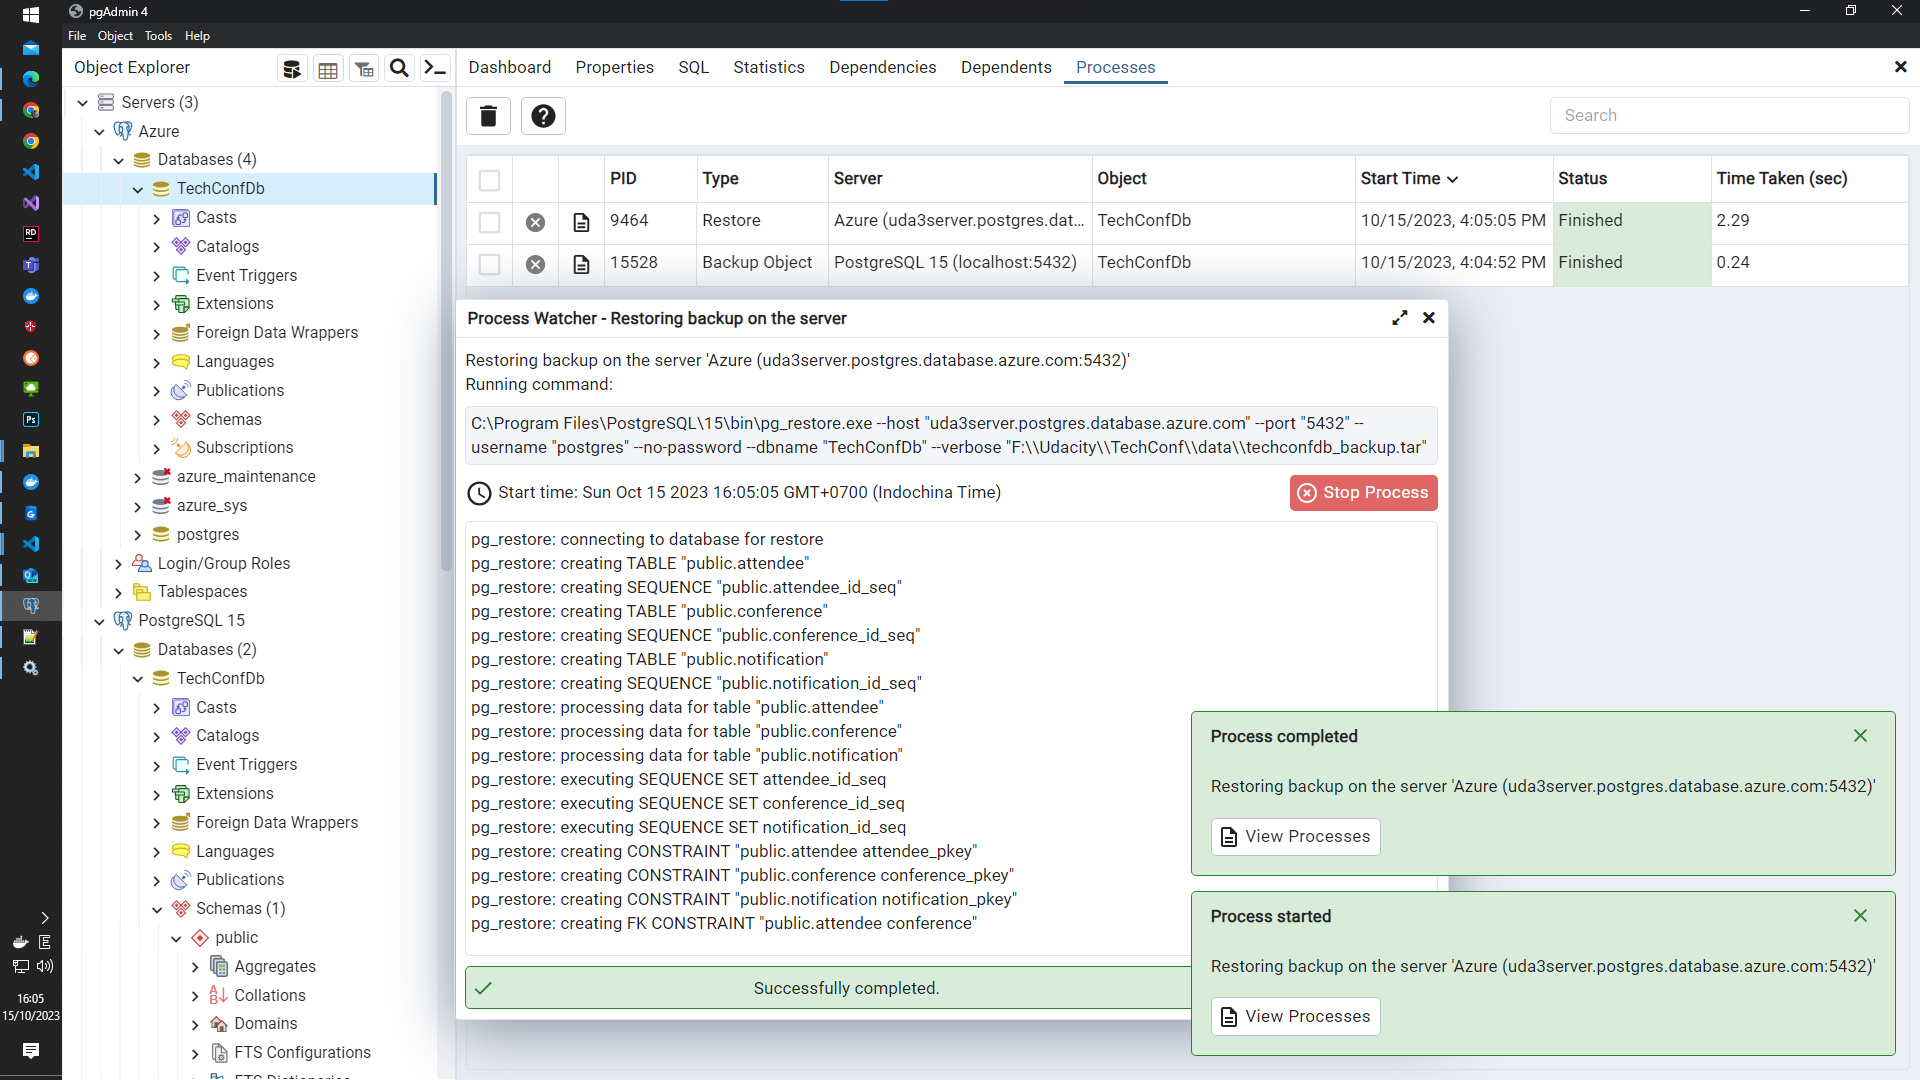 pgAdmin 4
File Object Tools Help
Object Explorer
Dashboard Properties SQL Statistics Dependencies Dependents Processes
Search
Servers (3)
Azure
Databases (4)
TechConfDb
Casts
Catalogs
Event Triggers
Extensions
Foreign Data Wrappers
Languages
Publications
Schemas
Subscriptions
azure_maintenance
azure_sys
postgres
Login/Group Roles
Tablespaces
PostgreSQL 15
Databases (2)
TechConfDb
Casts
Catalogs
Event Triggers
Extensions
Foreign Data Wrappers
Languages
Publications
Schemas (1)
public
Aggregates
Collations
Domains
FTS Configurations
FTS Dictionaries
PID Type Server Object Start Time Status Time Taken (sec)
9464 Restore Azure (uda3server.postgres.dat... TechConfDb 10/15/2023, 4:05:05 PM Finished 2.29
15528 Backup Object PostgreSQL 15 (localhost:5432) TechConfDb 10/15/2023, 4:04:52 PM Finished 0.24
Process Watcher - Restoring backup on the server
Restoring backup on the server 'Azure (uda3server.postgres.database.azure.com:5432)'
Running command:
C:\Program Files\PostgreSQL\15\bin\pg_restore.exe --host "uda3server.postgres.database.azure.com" --port "5432" --
username "postgres" --no-password --dbname "TechConfDb" --verbose "F:\\Udacity\\TechConf\\data\\techconfdb_backup.tar"
Start time: Sun Oct 15 2023 16:05:05 GMT+0700 (Indochina Time)
Stop Process
pg_restore: connecting to database for restore
pg_restore: creating TABLE "public.attendee"
pg_restore: creating SEQUENCE "public.attendee_id_seq"
pg_restore: creating TABLE "public.conference"
pg_restore: creating SEQUENCE "public.conference_id_seq"
pg_restore: creating TABLE "public.notification"
pg_restore: creating SEQUENCE "public.notification_id_seq"
pg_restore: processing data for table "public.attendee"
pg_restore: processing data for table "public.conference"
pg_restore: processing data for table "public.notification"
pg_restore: executing SEQUENCE SET attendee_id_seq
pg_restore: executing SEQUENCE SET conference_id_seq
pg_restore: executing SEQUENCE SET notification_id_seq
pg_restore: creating CONSTRAINT "public.attendee attendee_pkey"
pg_restore: creating CONSTRAINT "public.conference conference_pkey"
pg_restore: creating CONSTRAINT "public.notification notification_pkey"
pg_restore: creating FK CONSTRAINT "public.attendee conference"
Successfully completed.
Process completed
Restoring backup on the server 'Azure (uda3server.postgres.database.azure.com:5432)'
View Processes
Process started
Restoring backup on the server 'Azure (uda3server.postgres.database.azure.com:5432)'
View Processes
RD
Ps
E
16:05
15/10/2023